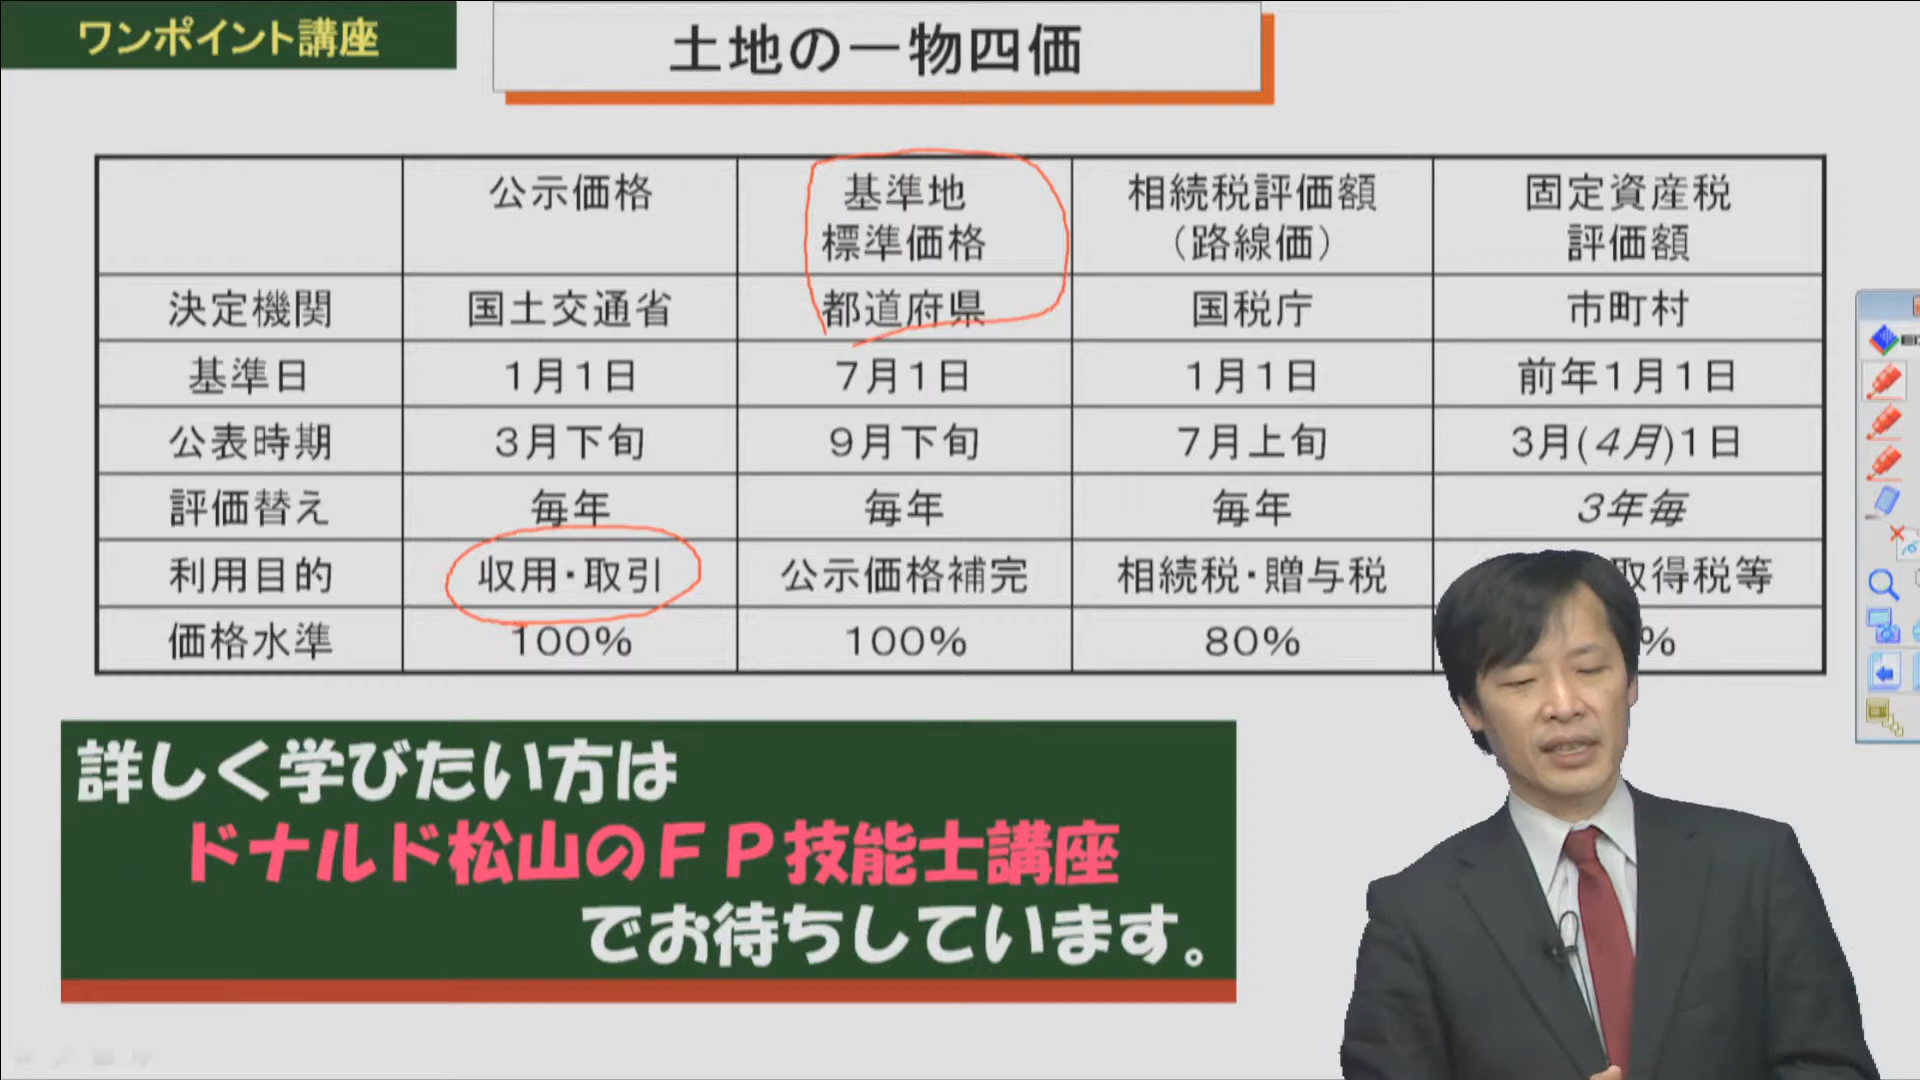 ワンポイント講座
土地の一物四価
公示価格 基準地 標準価格 相続税評価額 （路線価） 固定資産税 評価額
決定機関 国土交通省 都道府県 国税庁 市町村
基準日 1月1日 7月1日 1月1日 前年1月1日
公表時期 3月下旬 9月下旬 7月上旬 3月(4月)1日
評価替え 毎年 毎年 毎年 3年毎
利用目的 収用・取引 公示価格補完 相続税・贈与税 取得税等
価格水準 100% 100% 80% %
詳しく学びたい方は
ドナルド松山のＦＰ技能士講座
でお待ちしています。